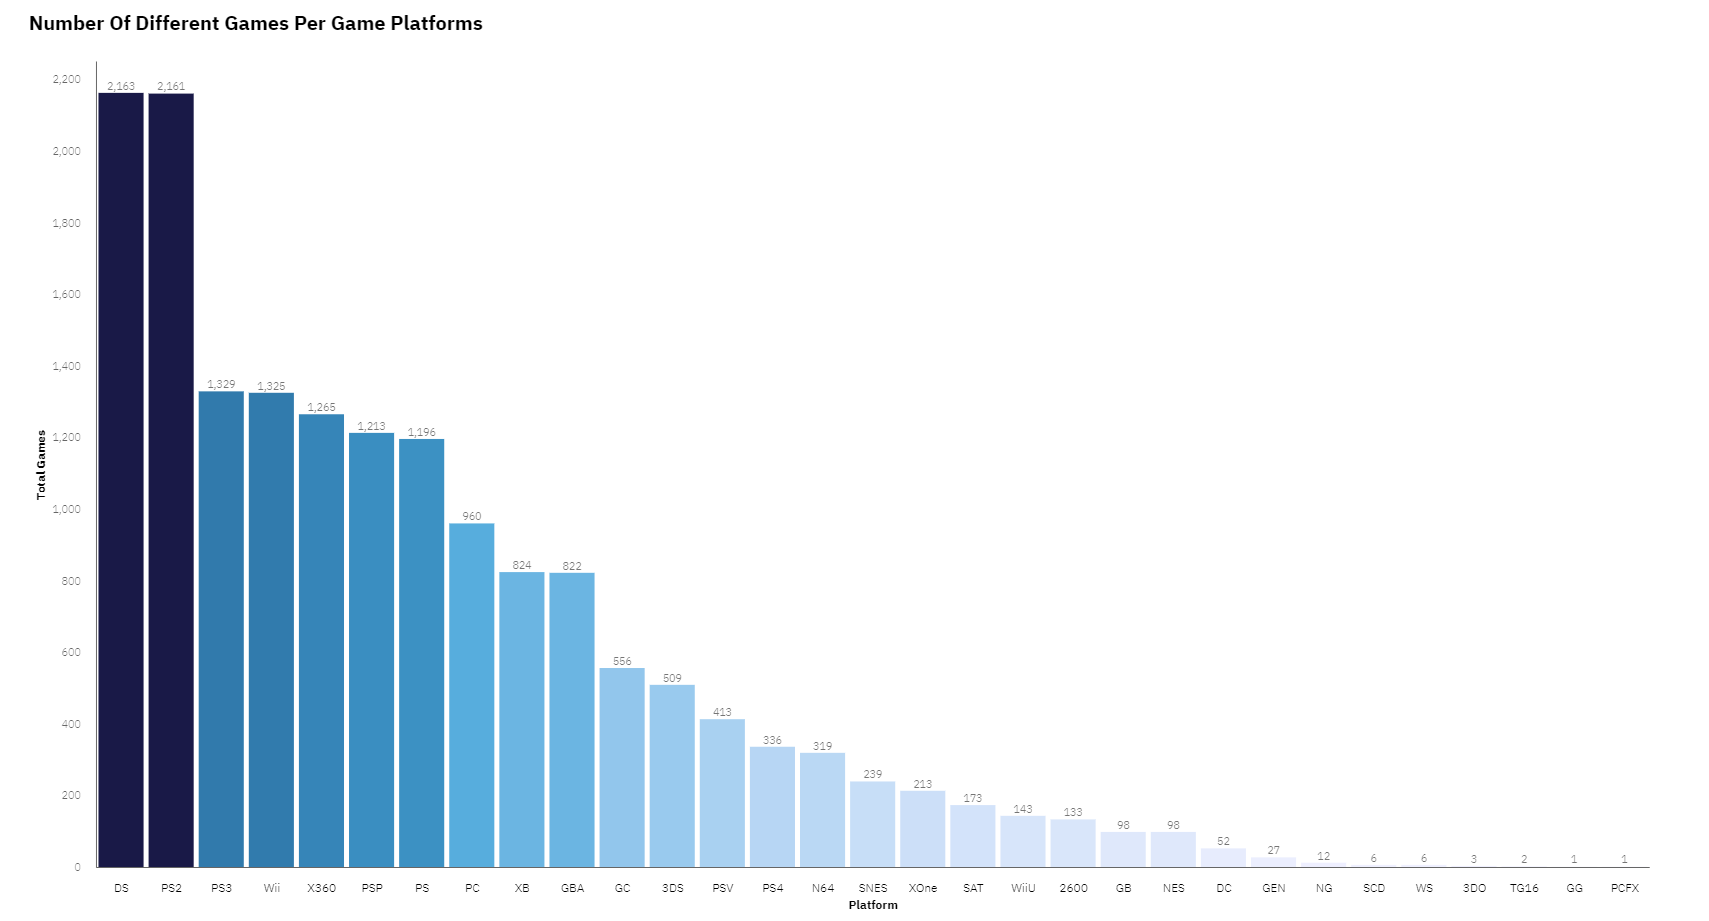 Number Of Different Games Per Game Platforms
Total Games
2,200
2,000
1,800
1,600
1,400
1,200
1,000
800
600
400
200
0
2,163 2,161 1,329 1,325 1,265 1,213 1,196 960 824 822 556 509 413 336 319 239 213 173 143 133 98 98 52 27 12 6 6 3 2 1 1
DS PS2 PS3 Wii X360 PSP PS PC XB GBA GC 3DS PSV PS4 N64 SNES XOne SAT WiiU 2600 GB NES DC GEN NG SCD WS 3DO TG16 GG PCFX
Platform